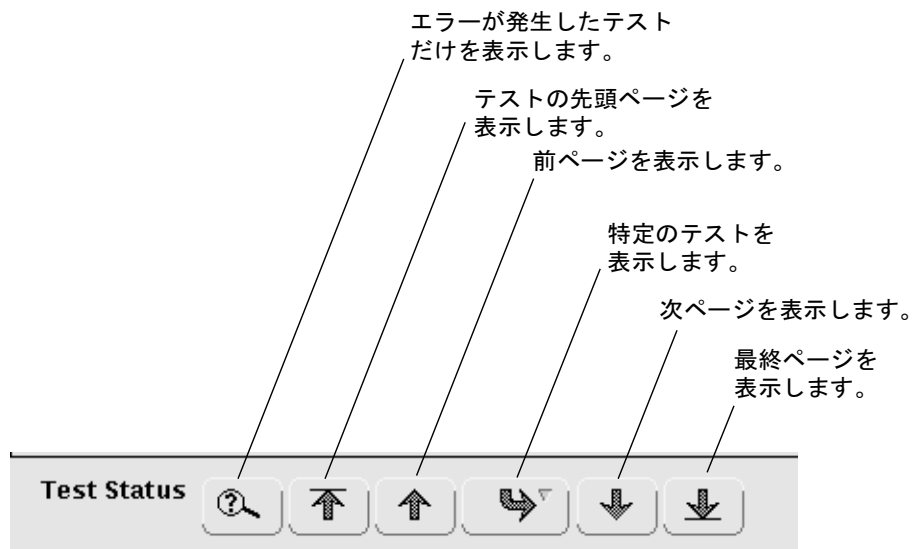 エラーが発生したテスト
だけを表示します。
テストの先頭ページを
表示します。
前ページを表示します。
特定のテストを
表示します。
次ページを表示します。
最終ページを
表示します。
Test Status